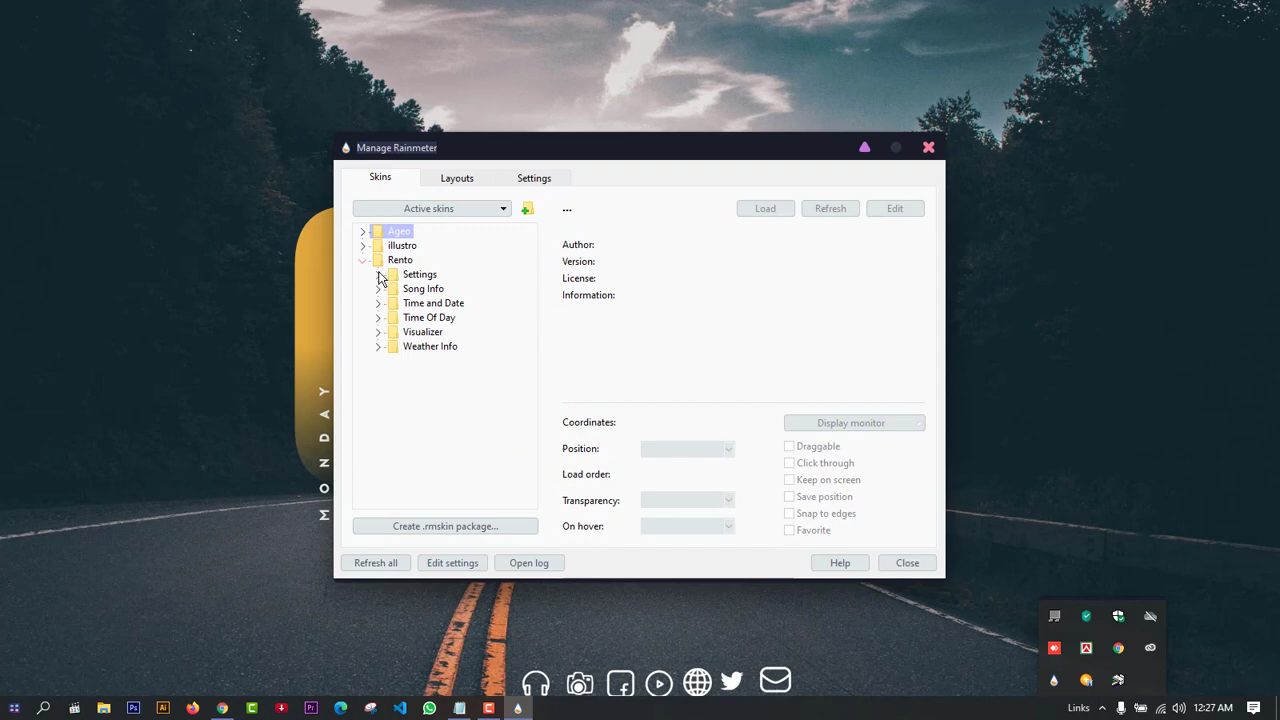 Manage Rainmeter
Skins
Layouts
Settings
Active skins
...
Load
Refresh
Edit
Ageo
illustro
Rento
Settings
Song Info
Time and Date
Time Of Day
Visualizer
Weather Info
Author:
Version:
License:
Information:
Coordinates:
Display monitor
Position:
Draggable
Click through
Load order:
Keep on screen
Transparency:
Save position
Snap to edges
On hover:
Favorite
Create .rmskin package...
Refresh all
Edit settings
Open log
Help
Close
MONDAY
Ps
Ai
Pr
Links
12:27 AM